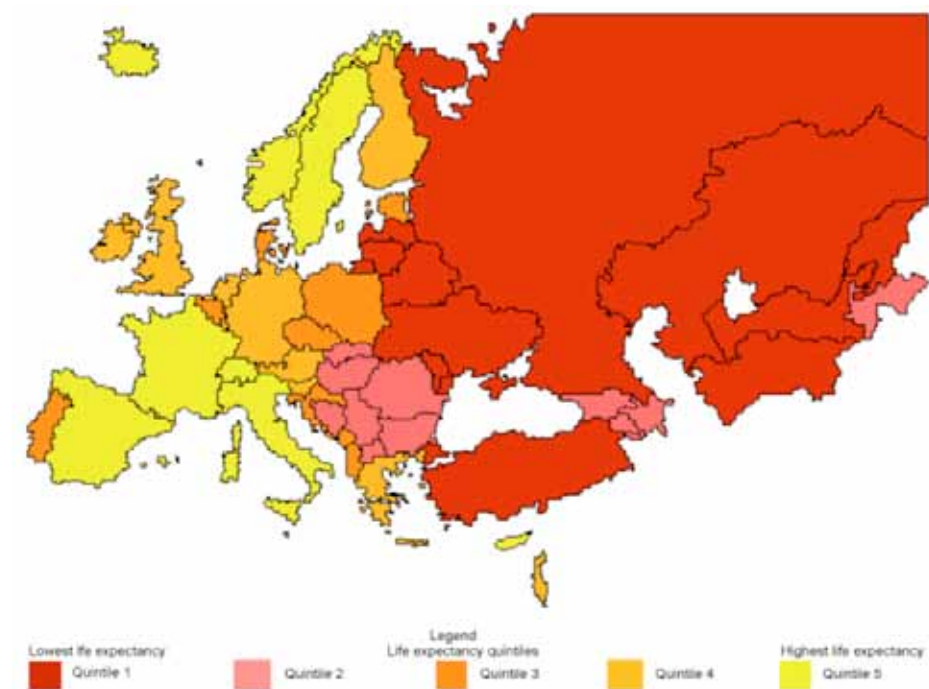 Legend
Lowest life expectancy Life expectancy quintiles Highest life expectancy
Quintile 1 Quintile 2 Quintile 3 Quintile 4 Quintile 5